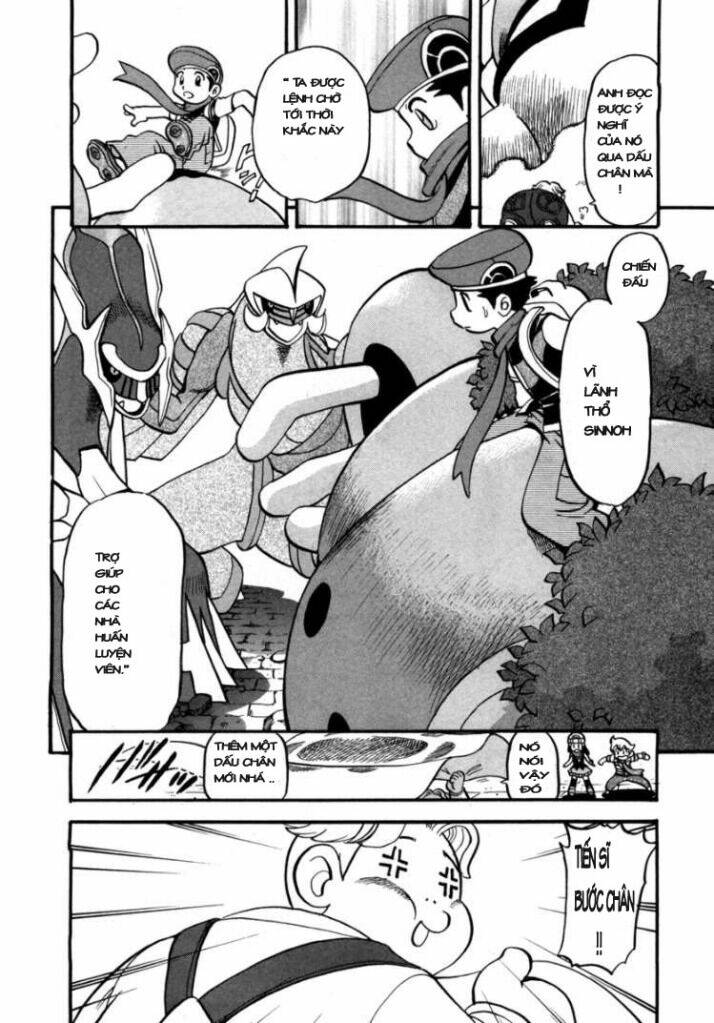 ANH ĐỌC
ĐƯỢC Ý
NGHĨ
CỦA NÓ
QUA DẤU
CHÂN MÀ
!
" TA ĐƯỢC
LỆNH CHỜ
TỚI THỜI
KHẮC NÀY
CHIẾN
ĐẤU
VÌ
LÃNH
THỔ
SINNOH
TRỢ
GIÚP
CHO
CÁC
NHÀ
HUẤN
LUYỆN
VIÊN."
NÓ
NÓI
VẬY
ĐÓ
THÊM MỘT
DẤU CHÂN
MỚI NHÁ ..
TIẾN SĨ
BƯỚC CHÂN
!!